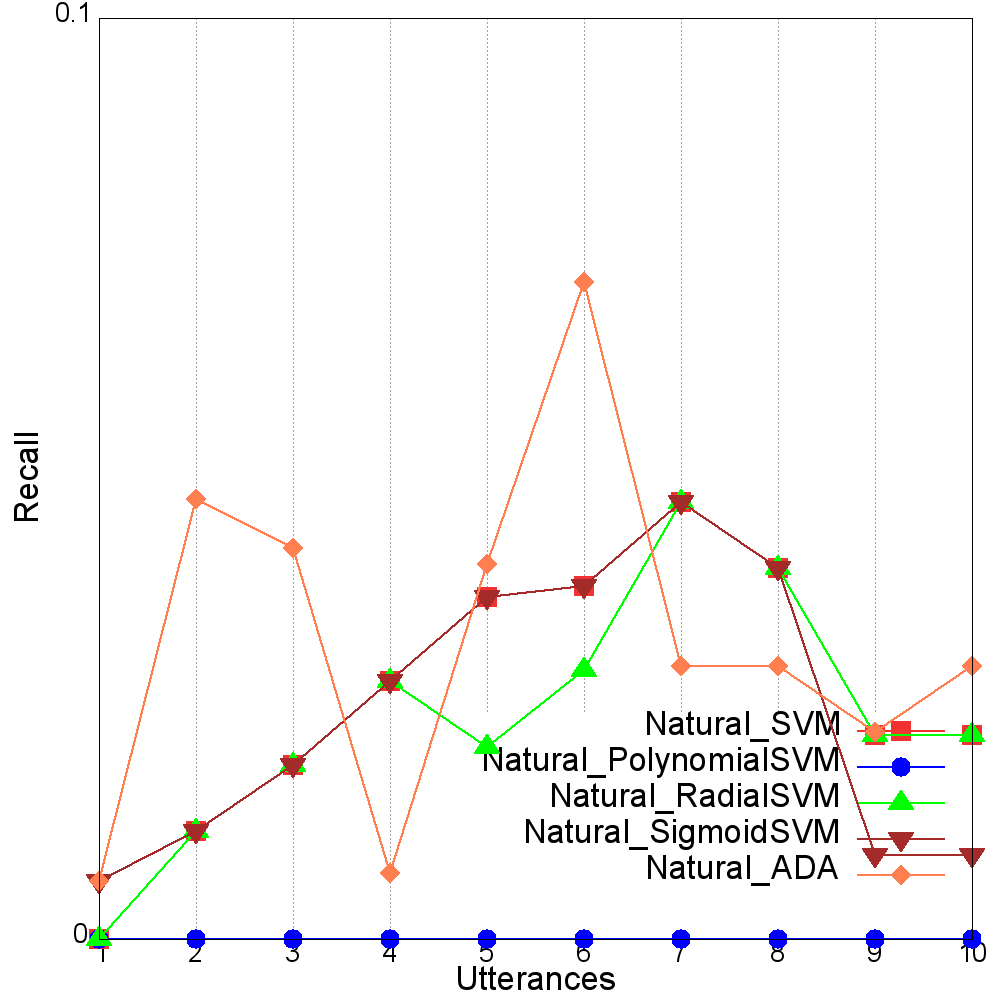 0.1
Recall
Natural_SVM
Natural_PolynomialSVM
Natural_RadialSVM
Natural_SigmoidSVM
Natural_ADA
0
1 2 3 4 5 6 7 8 9 10
Utterances